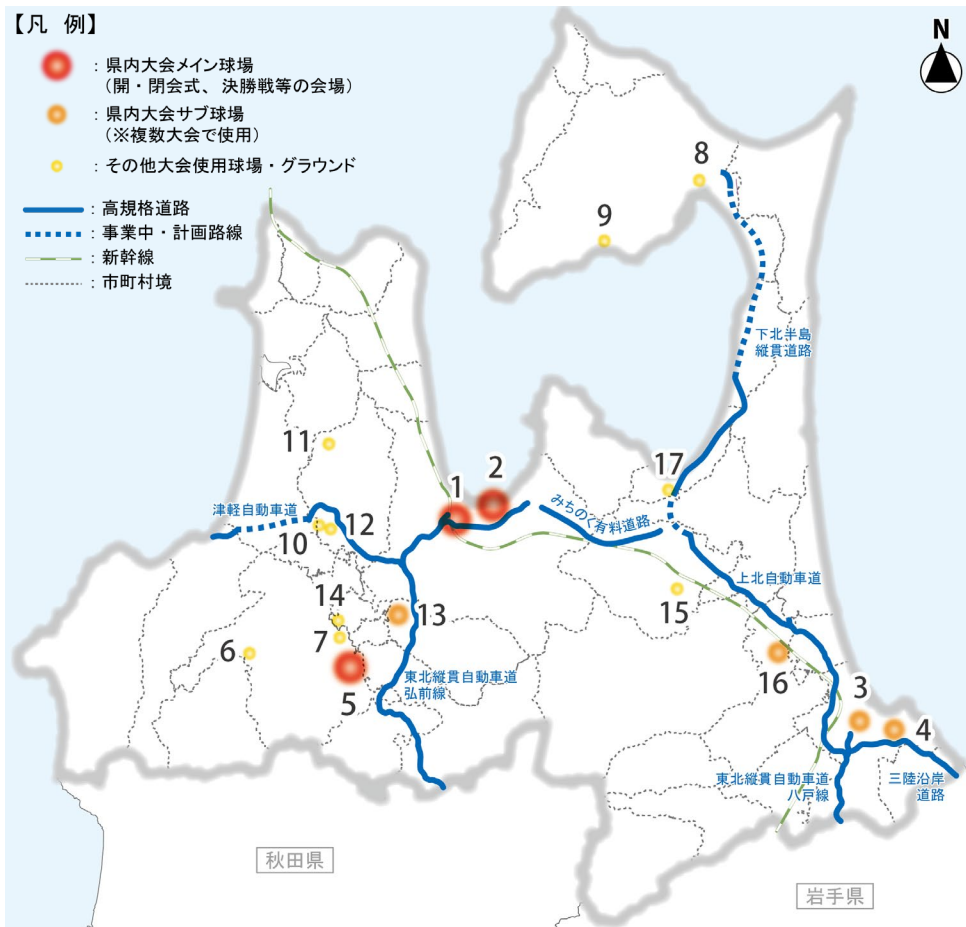 【凡 例】
：県内大会メイン球場
（開・閉会式、決勝戦等の会場）
：県内大会サブ球場
（※複数大会で使用）
：その他大会使用球場・グラウンド
：高規格道路
：事業中・計画路線
：新幹線
：市町村境
N
8
9
下北半島
縦貫道路
11
1
2
17
津軽自動車道
みちのく有料道路
10
12
上北自動車道
14
13
15
7
6
5
東北縦貫自動車道
弘前線
16
3
4
東北縦貫自動車道
八戸線
三陸沿岸
道路
秋田県
岩手県